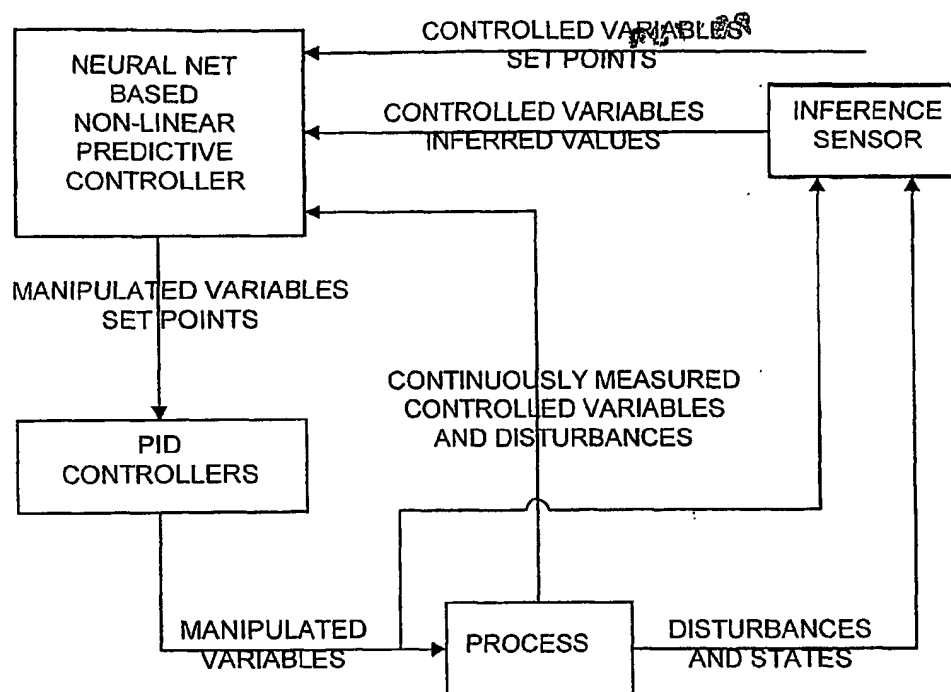 NEURAL NET
BASED
NON-LINEAR
PREDICTIVE
CONTROLLER
CONTROLLED VARIABLES
SET POINTS
CONTROLLED VARIABLES
INFERRED VALUES
INFERENCE
SENSOR
MANIPULATED VARIABLES
SET POINTS
CONTINUOUSLY MEASURED
CONTROLLED VARIABLES
AND DISTURBANCES
PID
CONTROLLERS
MANIPULATED
VARIABLES
PROCESS
DISTURBANCES
AND STATES